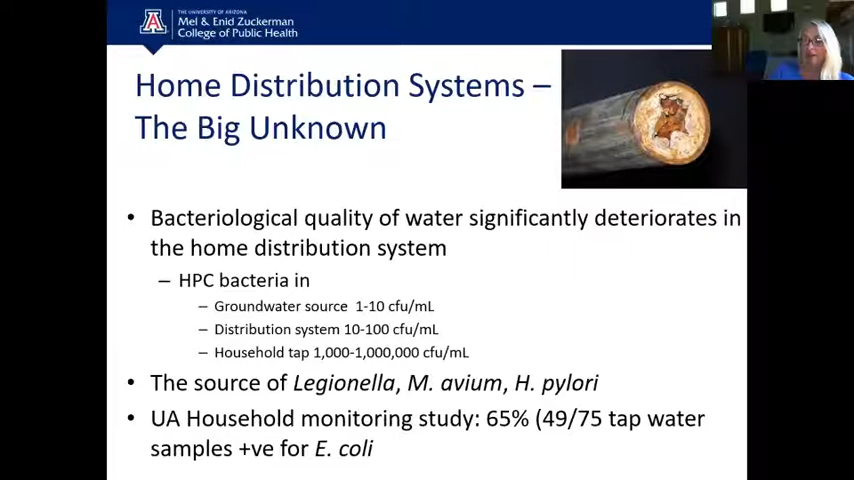 THE UNIVERSITY OF ARIZONA
Mel & Enid Zuckerman
College of Public Health
A
Home Distribution Systems –
The Big Unknown
• Bacteriological quality of water significantly deteriorates in
the home distribution system
– HPC bacteria in
– Groundwater source 1-10 cfu/mL
– Distribution system 10-100 cfu/mL
– Household tap 1,000-1,000,000 cfu/mL
• The source of Legionella, M. avium, H. pylori
• UA Household monitoring study: 65% (49/75 tap water
samples +ve for E. coli